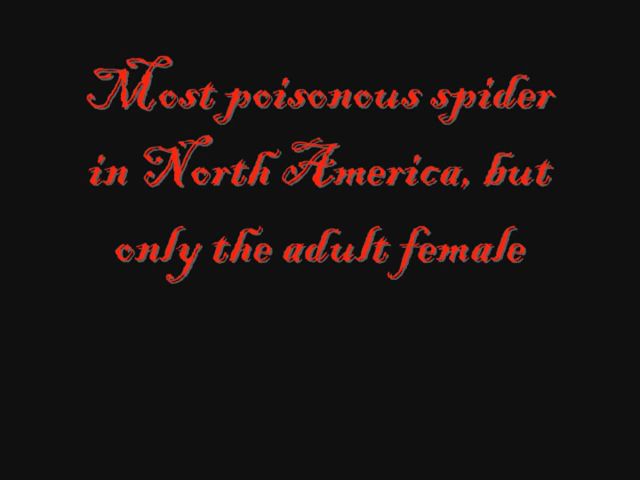 Most poisonous spider
in North America, but
only the adult female